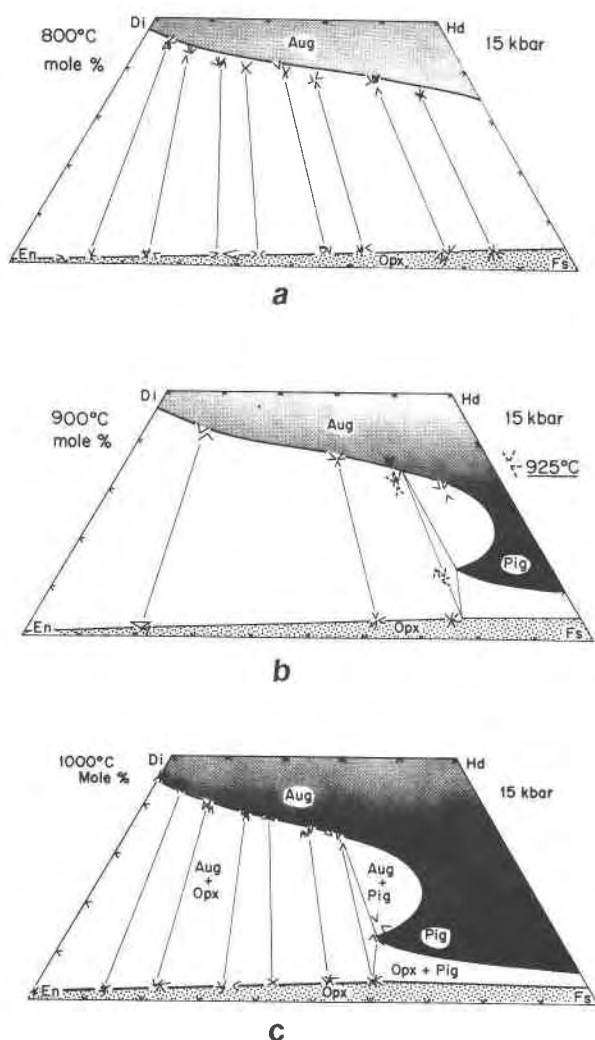 Di
Hd
800°C
mole %
Aug
15 kbar
En
Opx
Fs
a
Di
Hd
900°C
mole %
Aug
15 kbar
925°C
Pig
En
Opx
Fs
b
1000°C
Mole %
Di
Hd
Aug
15 kbar
Aug
+
Opx
Aug
+
Pig
Pig
Opx + Pig
En
Opx
Fs
c